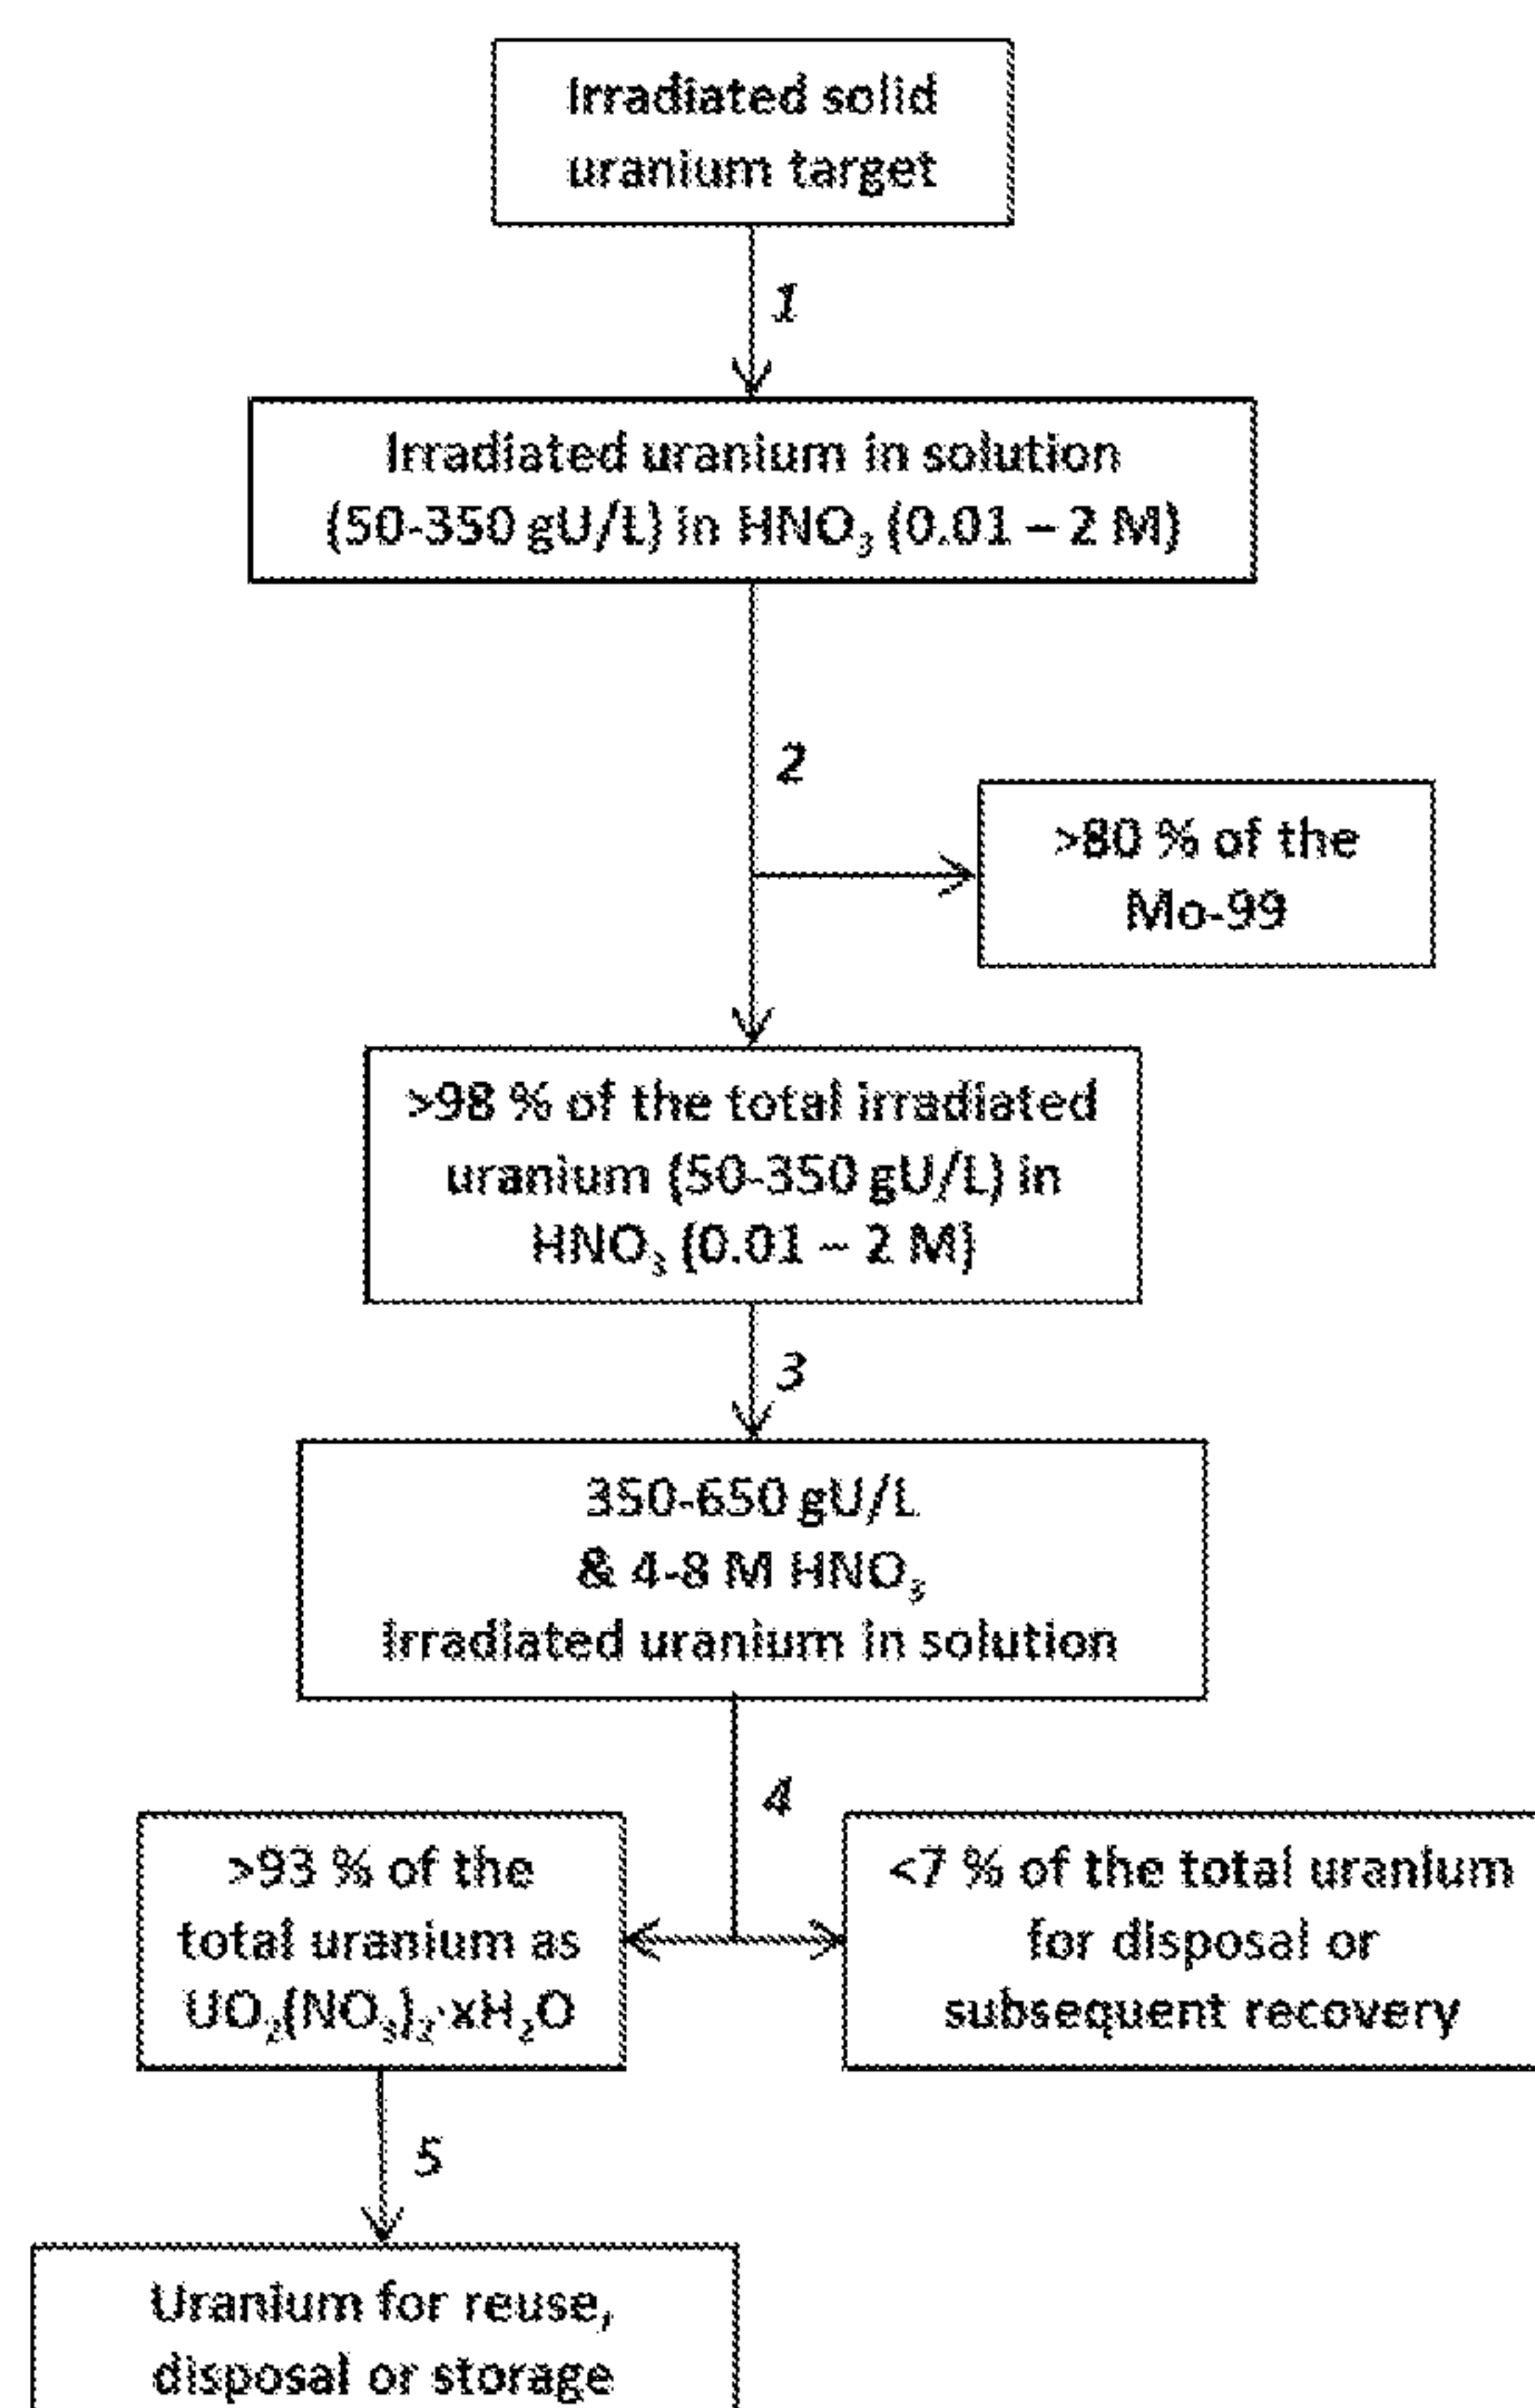 Irradiated solid
uranium target
1
Irradiated uranium in solution
(50-350 gU/L) in HNO₃ (0.01 – 2 M)
2
>80 % of the
Mo-99
>98 % of the total irradiated
uranium (50-350 gU/L) in
HNO₃ (0.01 – 2 M)
3
350-650 gU/L
& 4-8 M HNO₃
irradiated uranium in solution
4
>93 % of the
total uranium as
UO₂(NO₃)₂·xH₂O
<7 % of the total uranium
for disposal or
subsequent recovery
5
Uranium for reuse,
disposal or storage